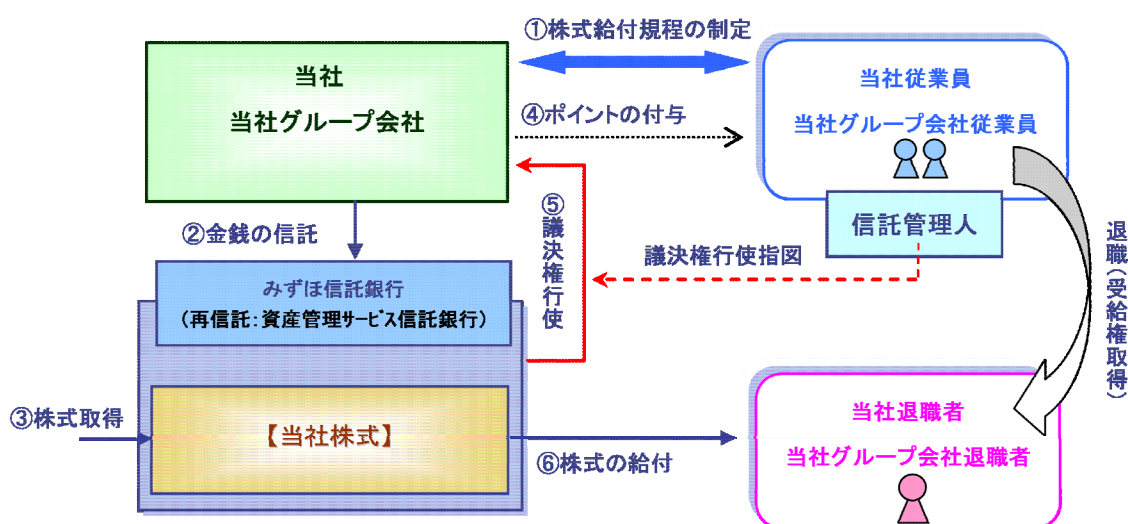 ①株式給付規程の制定
当社
当社グループ会社
当社従業員
当社グループ会社従業員
④ポイントの付与
信託管理人
②金銭の信託
⑤議決権行使
議決権行使指図
退職(受給権取得)
みずほ信託銀行
(再信託:資産管理サービス信託銀行)
③株式取得
【当社株式】
⑥株式の給付
当社退職者
当社グループ会社退職者